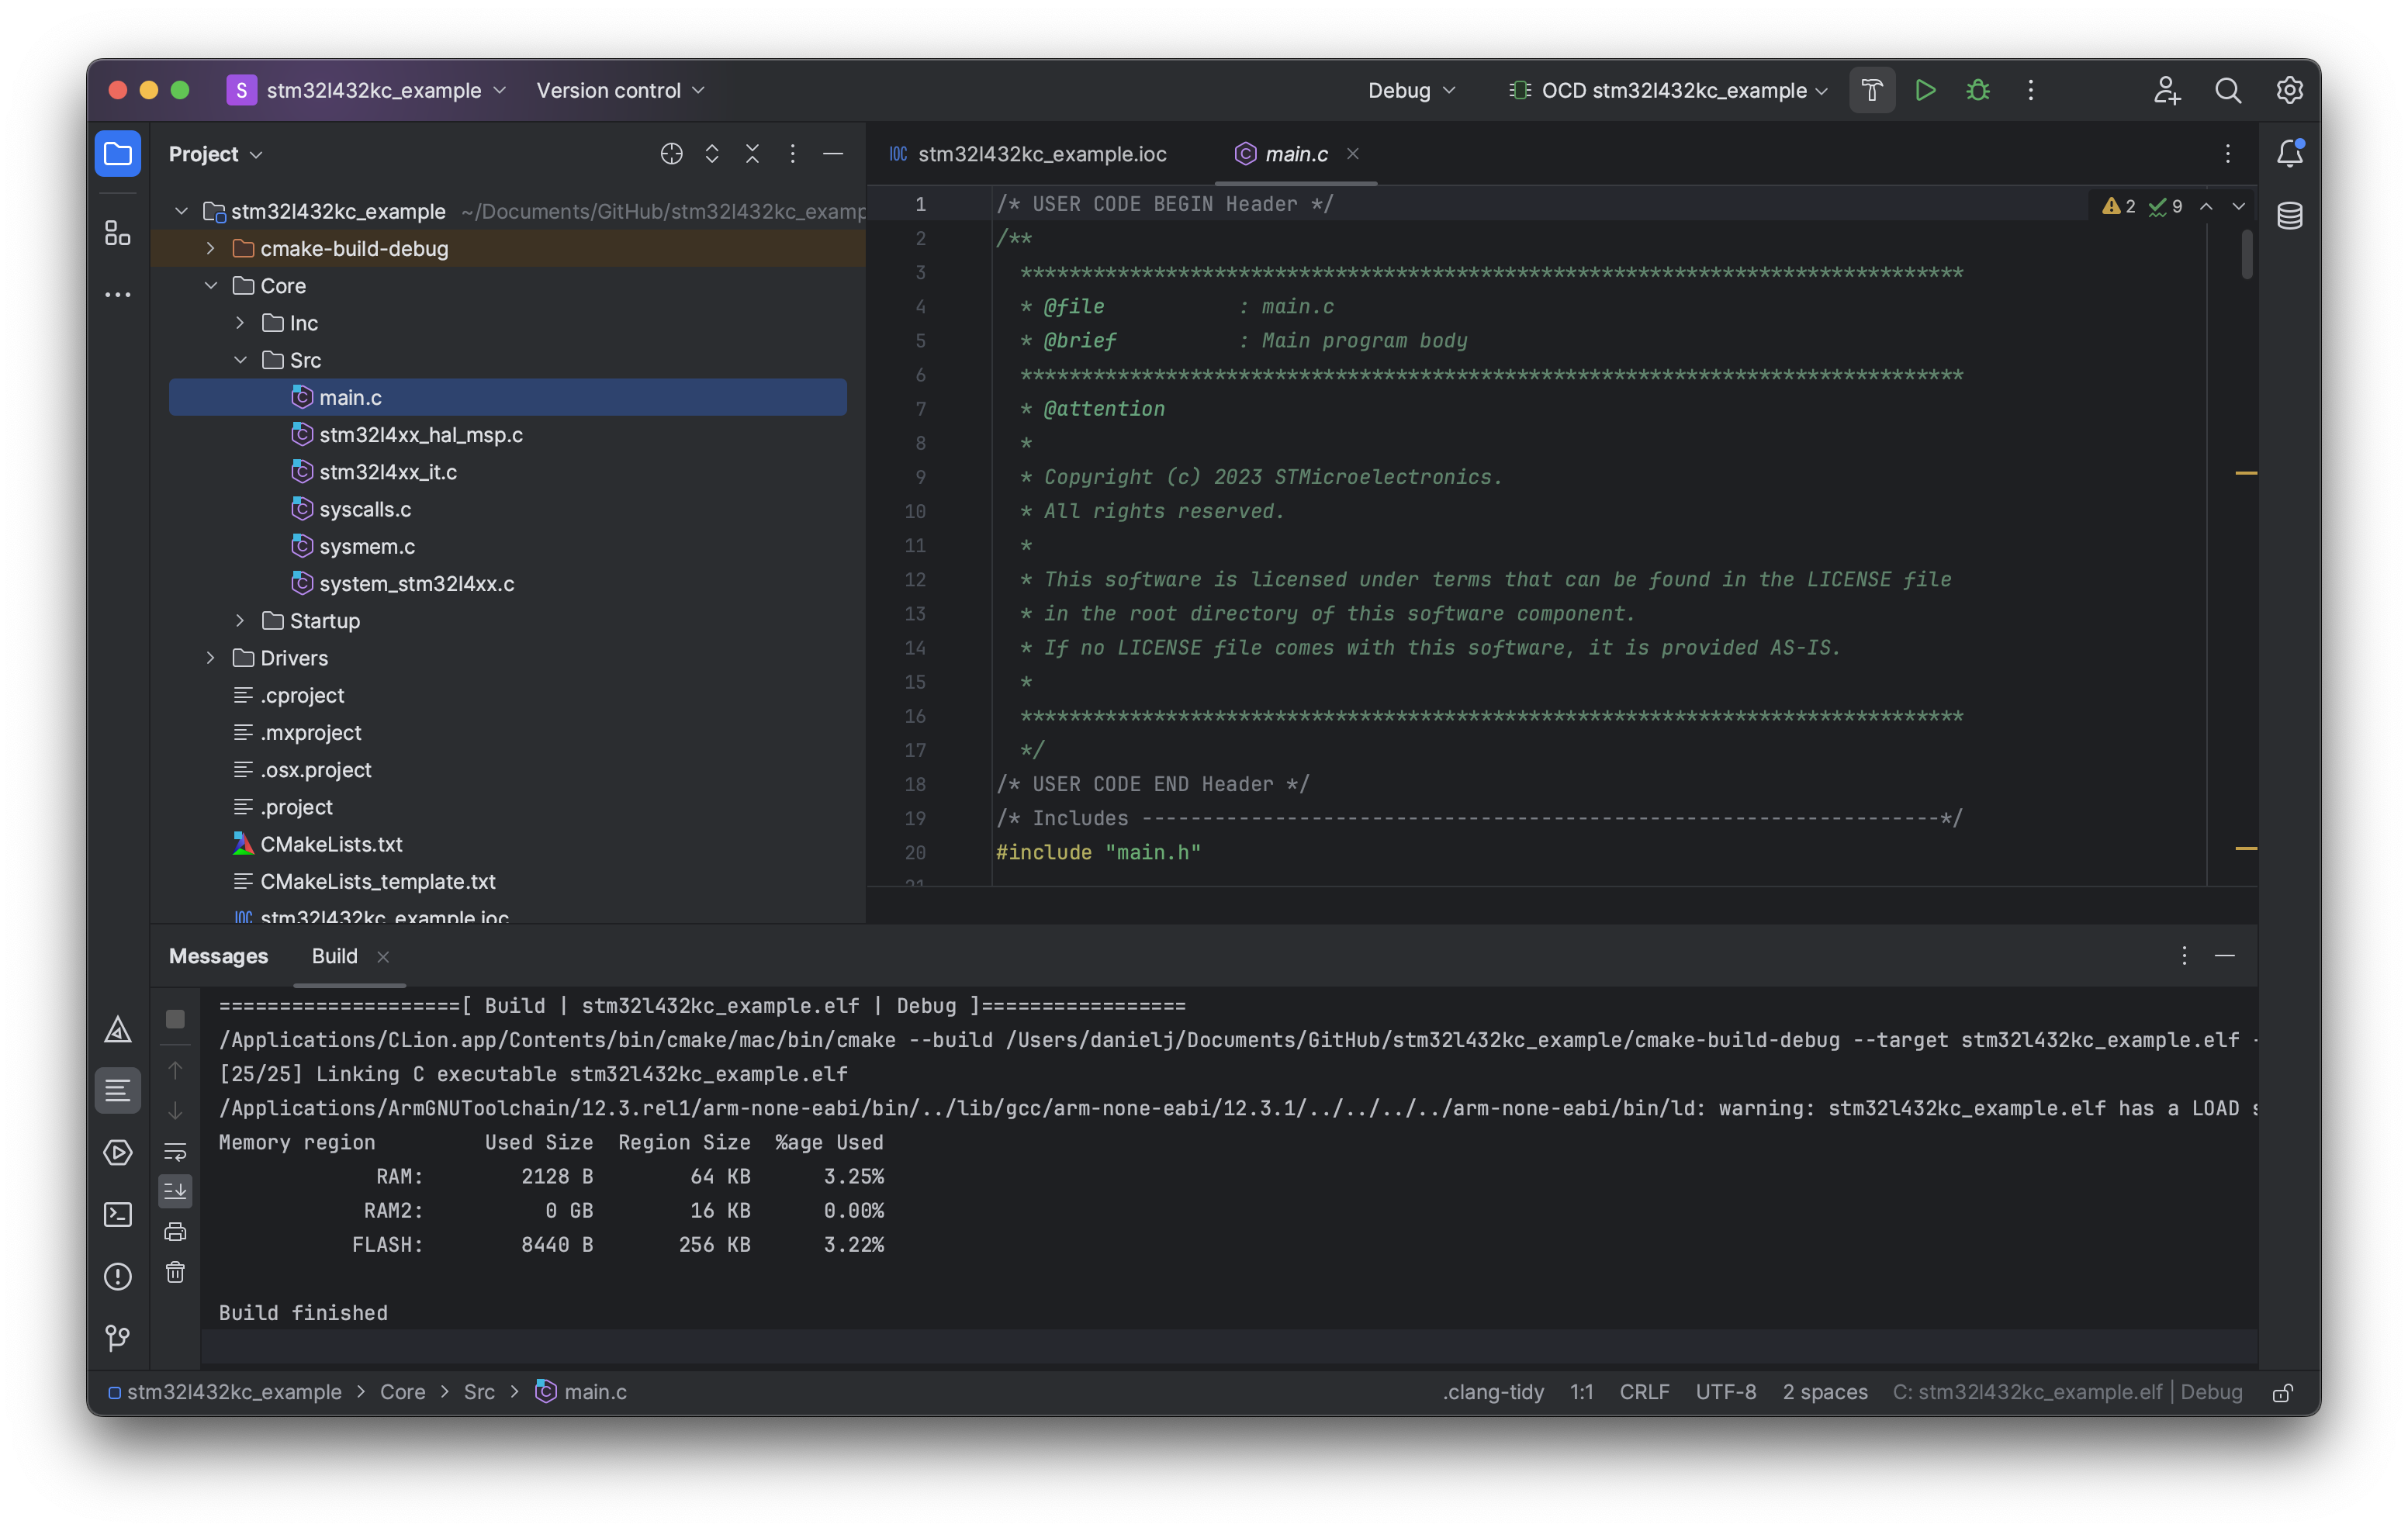 S stm32l432kc_example Version control Debug OCD stm32l432kc_example
Project
stm32l432kc_example ~/Documents/GitHub/stm32l432kc_examp
cmake-build-debug
Core
Inc
Src
main.c
stm32l4xx_hal_msp.c
stm32l4xx_it.c
syscalls.c
sysmem.c
system_stm32l4xx.c
Startup
Drivers
.cproject
.mxproject
.osx.project
.project
CMakeLists.txt
CMakeLists_template.txt
IOC stm32l432kc_example.ioc
IOC stm32l432kc_example.ioc main.c
2 9
1 /* USER CODE BEGIN Header */
2 /**
3   ******************************************************************************
4   * @file           : main.c
5   * @brief          : Main program body
6   ******************************************************************************
7   * @attention
8   *
9   * Copyright (c) 2023 STMicroelectronics.
10   * All rights reserved.
11   *
12   * This software is licensed under terms that can be found in the LICENSE file
13   * in the root directory of this software component.
14   * If no LICENSE file comes with this software, it is provided AS-IS.
15   *
16   ******************************************************************************
17   */
18 /* USER CODE END Header */
19 /* Includes ------------------------------------------------------------------*/
20 #include "main.h"
21
Messages Build
====================[ Build | stm32l432kc_example.elf | Debug ]=================
/Applications/CLion.app/Contents/bin/cmake/mac/bin/cmake --build /Users/danielj/Documents/GitHub/stm32l432kc_example/cmake-build-debug --target stm32l432kc_example.elf -
[25/25] Linking C executable stm32l432kc_example.elf
/Applications/ArmGNUToolchain/12.3.rel1/arm-none-eabi/bin/../lib/gcc/arm-none-eabi/12.3.1/../../../../arm-none-eabi/bin/ld: warning: stm32l432kc_example.elf has a LOAD s
Memory region         Used Size  Region Size  %age Used
RAM:        2128 B        64 KB      3.25%
RAM2:          0 GB        16 KB      0.00%
FLASH:        8440 B       256 KB      3.22%
Build finished
stm32l432kc_example > Core > Src > main.c .clang-tidy 1:1 CRLF UTF-8 2 spaces C: stm32l432kc_example.elf | Debug